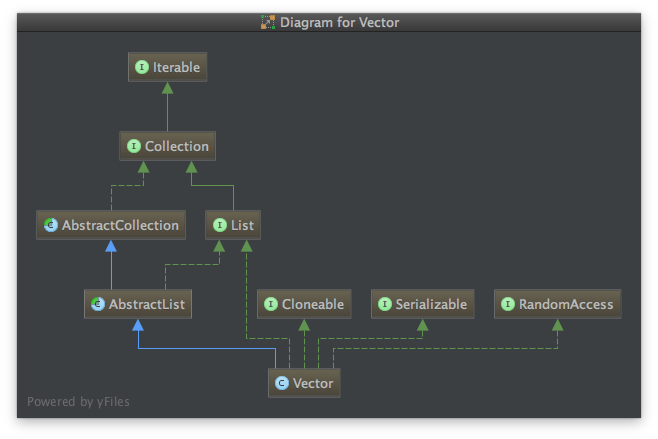 Diagram for Vector
I Iterable
I Collection
C AbstractCollection
I List
C AbstractList
I Cloneable
I Serializable
I RandomAccess
C Vector
Powered by yFiles